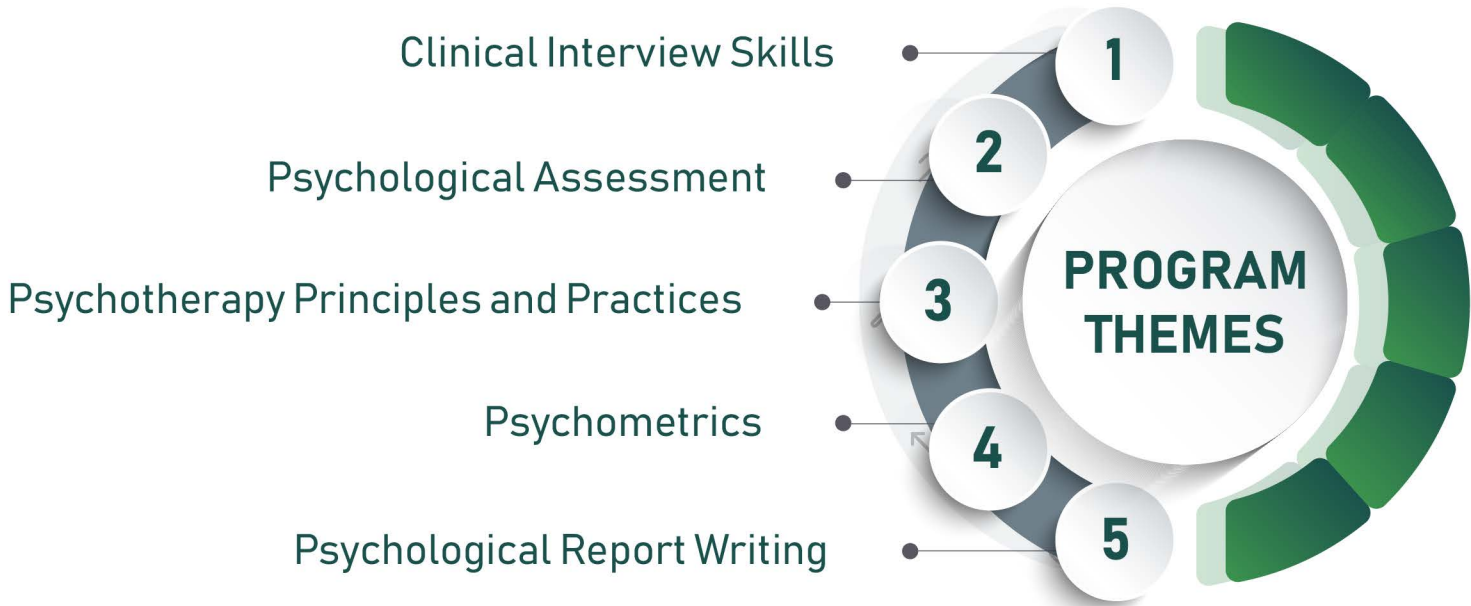 Clinical Interview Skills
1
Psychological Assessment
2
Psychotherapy Principles and Practices
3
Psychometrics
4
Psychological Report Writing
5
PROGRAM
THEMES